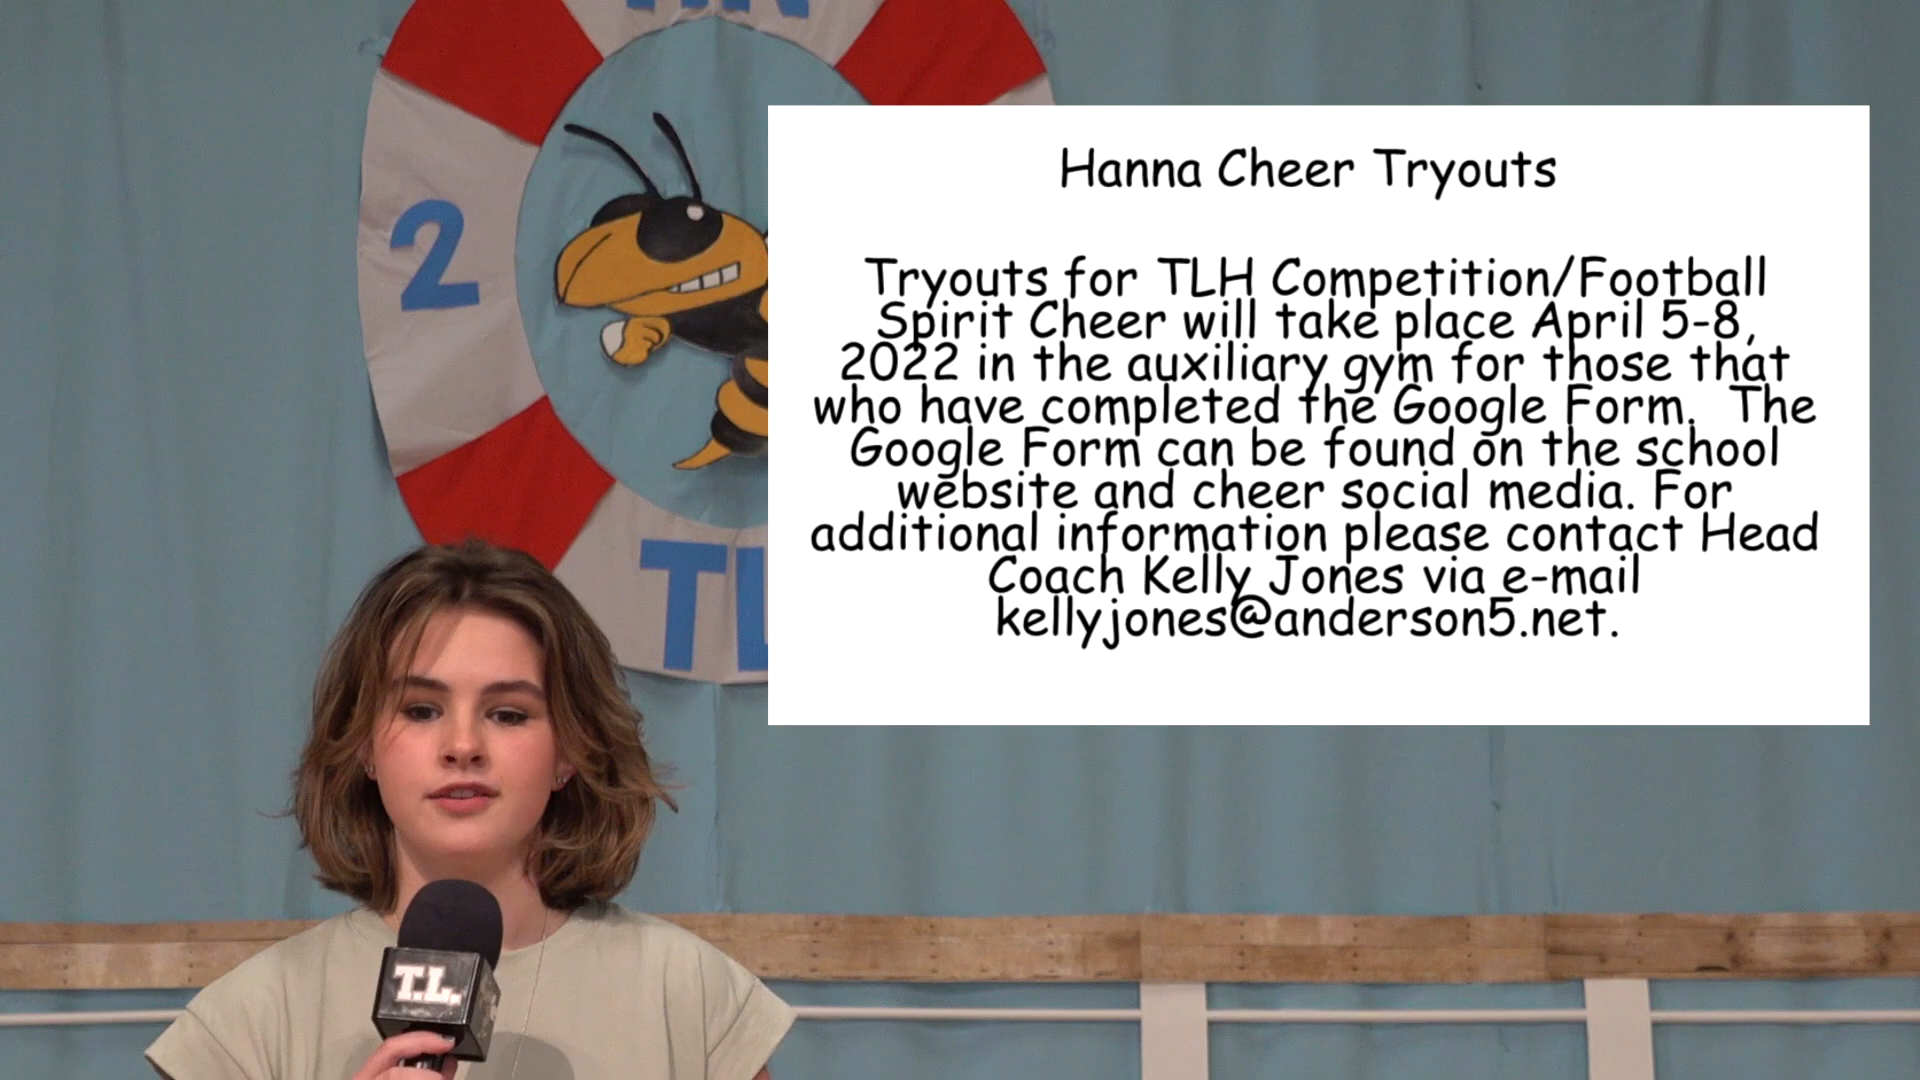 2
TL
Hanna Cheer Tryouts
Tryouts for TLH Competition/Football
Spirit Cheer will take place April 5-8,
2022 in the auxiliary gym for those that
who have completed the Google Form.  The
Google Form can be found on the school
website and cheer social media. For
additional information please contact Head
Coach Kelly Jones via e-mail
kellyjones@anderson5.net.
T.L.